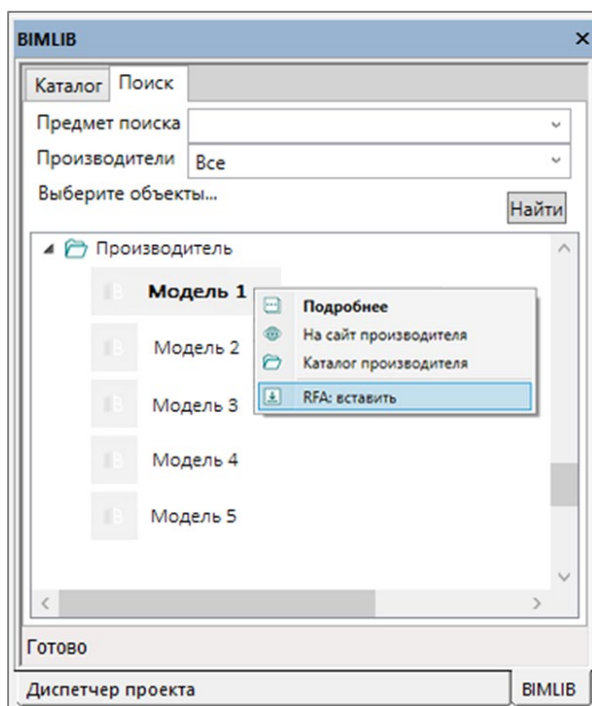 BIMLIB
Каталог Поиск
Предмет поиска
Производители Все
Выберите объекты...
Найти
Производитель
Модель 1
Подробнее
На сайт производителя
Модель 2
Каталог производителя
RFA: вставить
Модель 3
Модель 4
Модель 5
Готово
Диспетчер проекта BIMLIB